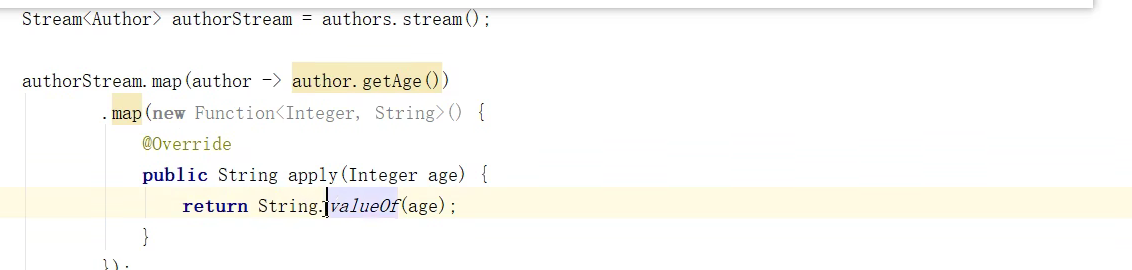 Stream<Author> authorStream = authors.stream();
authorStream.map(author -> author.getAge())
.map(new Function<Integer, String>() {
@Override
public String apply(Integer age) {
return String.valueOf(age);
}
});